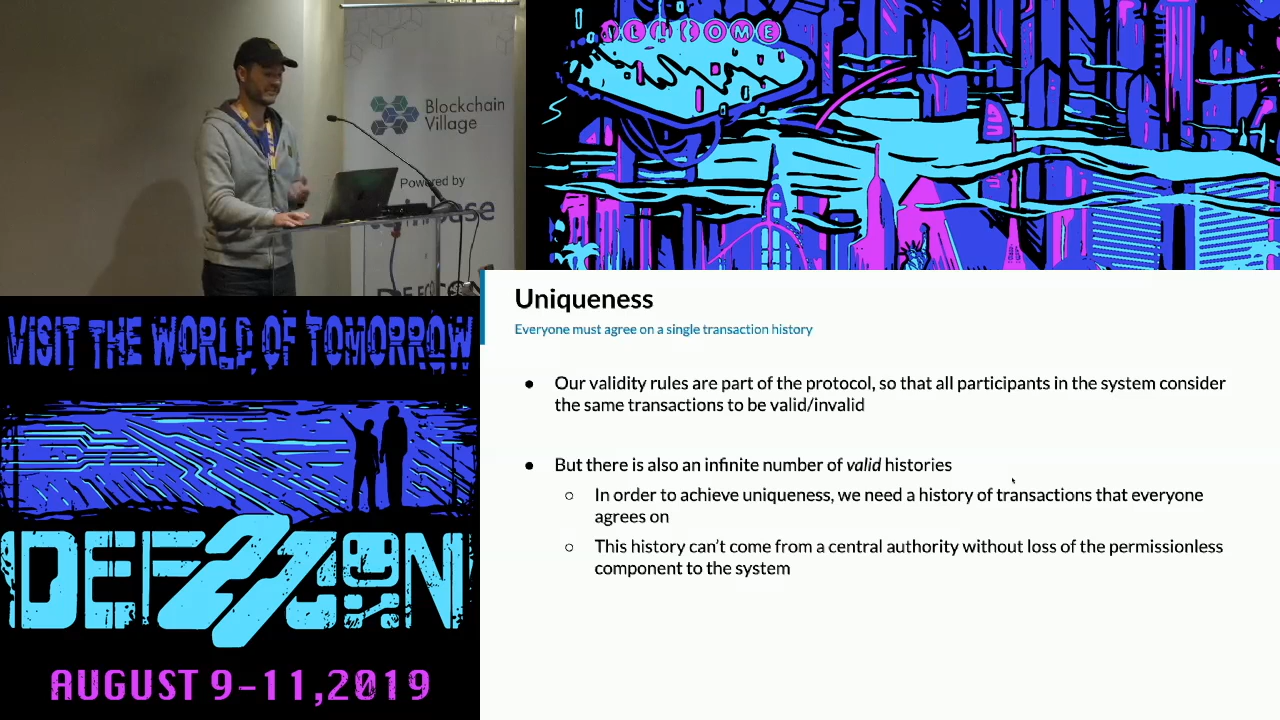 WELCOME
Blockchain
Village
Powered by
VISIT THE WORLD OF TOMORROW
DEF 27 CON
AUGUST 9-11,2019
Uniqueness
Everyone must agree on a single transaction history
● Our validity rules are part of the protocol, so that all participants in the system consider
the same transactions to be valid/invalid
● But there is also an infinite number of valid histories
○ In order to achieve uniqueness, we need a history of transactions that everyone
agrees on
○ This history can't come from a central authority without loss of the permissionless
component to the system